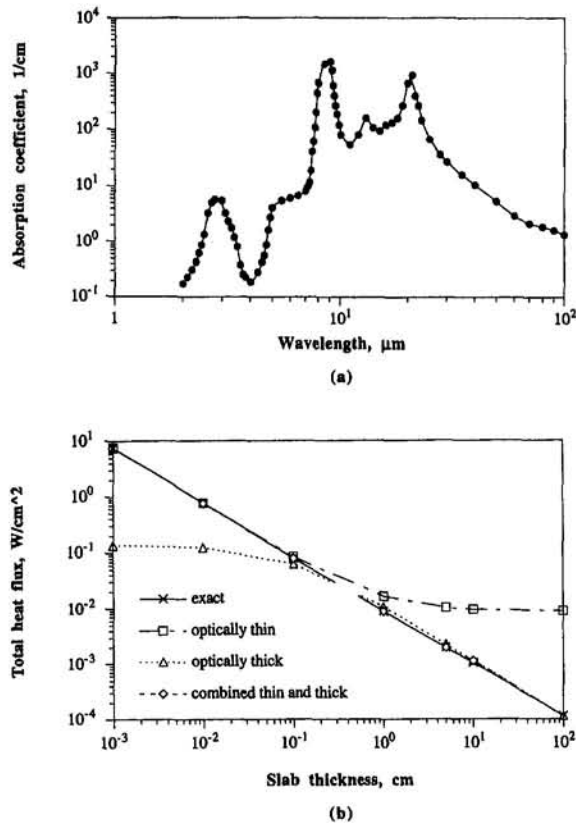 10^4
10^3
10^2
10^1
10^0
10^-1
Absorption coefficient, 1/cm
1
10^1
10^2
Wavelength, μm
(a)
10^1
10^0
10^-1
10^-2
10^-3
10^-4
Total heat flux, W/cm^2
exact
optically thin
optically thick
combined thin and thick
10^-3
10^-2
10^-1
10^0
10^1
10^2
Slab thickness, cm
(b)